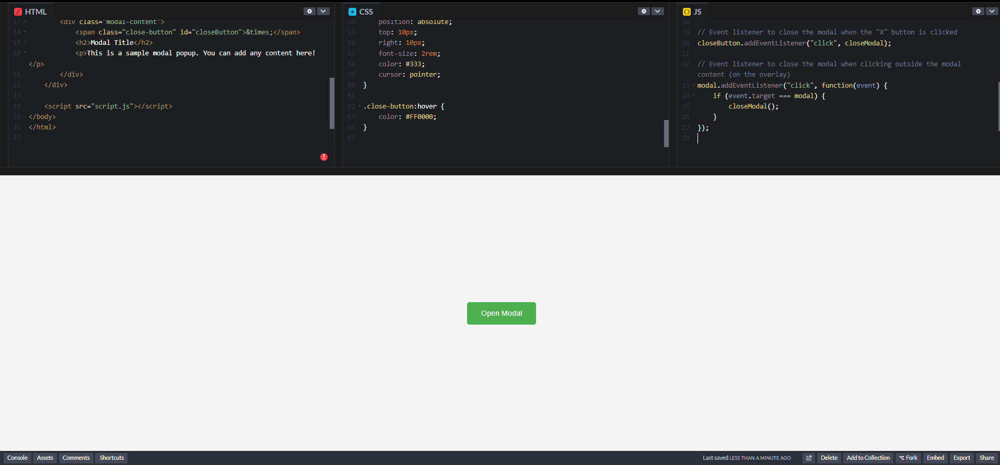 HTML
17 <div class="modal-content">
18 <span class="close-button" id="closeButton">&times;</span>
19 <h2>Modal Title</h2>
20 <p>This is a sample modal popup. You can add any content here!
</p>
21 </div>
22 </div>
23
24 <script src="script.js"></script>
25 </body>
26 </html>
27
CSS
54 position: absolute;
55 top: 10px;
56 right: 10px;
57 font-size: 2rem;
58 color: #333;
59 cursor: pointer;
60 }
61
62 .close-button:hover {
63 color: #FF0000;
64 }
65
JS
18
19 // Event listener to close the modal when the "X" button is clicked
20 closeButton.addEventListener("click", closeModal);
21
22 // Event listener to close the modal when clicking outside the modal
content (on the overlay)
23 modal.addEventListener("click", function(event) {
24 if (event.target === modal) {
25 closeModal();
26 }
27 });
28
Open Modal
Console Assets Comments Shortcuts Last saved LESS THAN A MINUTE AGO Delete Add to Collection Fork Embed Export Share